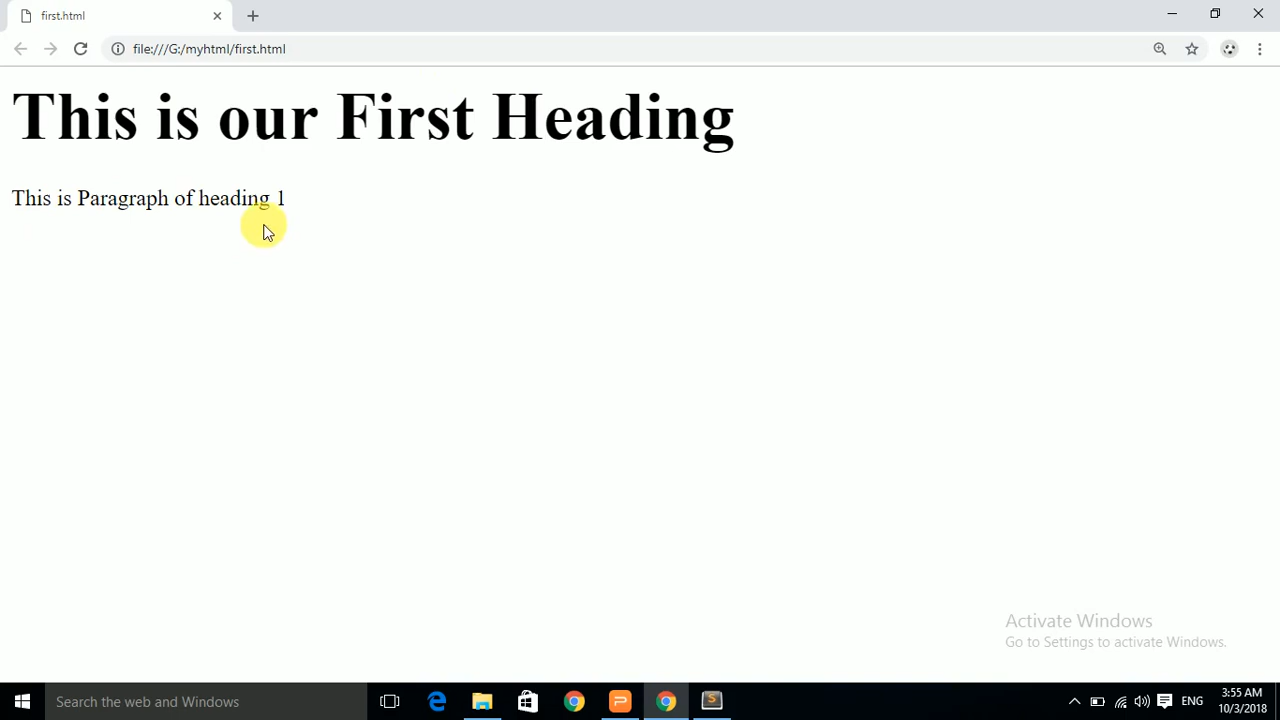 first.html
file:///G:/myhtml/first.html
This is our First Heading
This is Paragraph of heading 1
Activate Windows
Go to Settings to activate Windows.
Search the web and Windows
ENG
3:55 AM
10/3/2018